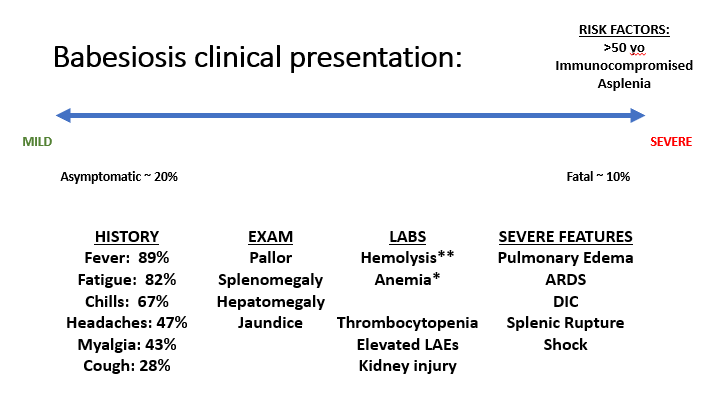 RISK FACTORS:
>50 yo
Immunocompromised
Asplenia
Babesiosis clinical presentation:
MILD
SEVERE
Asymptomatic ~ 20%
Fatal ~ 10%
HISTORY
Fever: 89%
Fatigue: 82%
Chills: 67%
Headaches: 47%
Myalgia: 43%
Cough: 28%
EXAM
Pallor
Splenomegaly
Hepatomegaly
Jaundice
LABS
Hemolysis**
Anemia*
Thrombocytopenia
Elevated LAEs
Kidney injury
SEVERE FEATURES
Pulmonary Edema
ARDS
DIC
Splenic Rupture
Shock